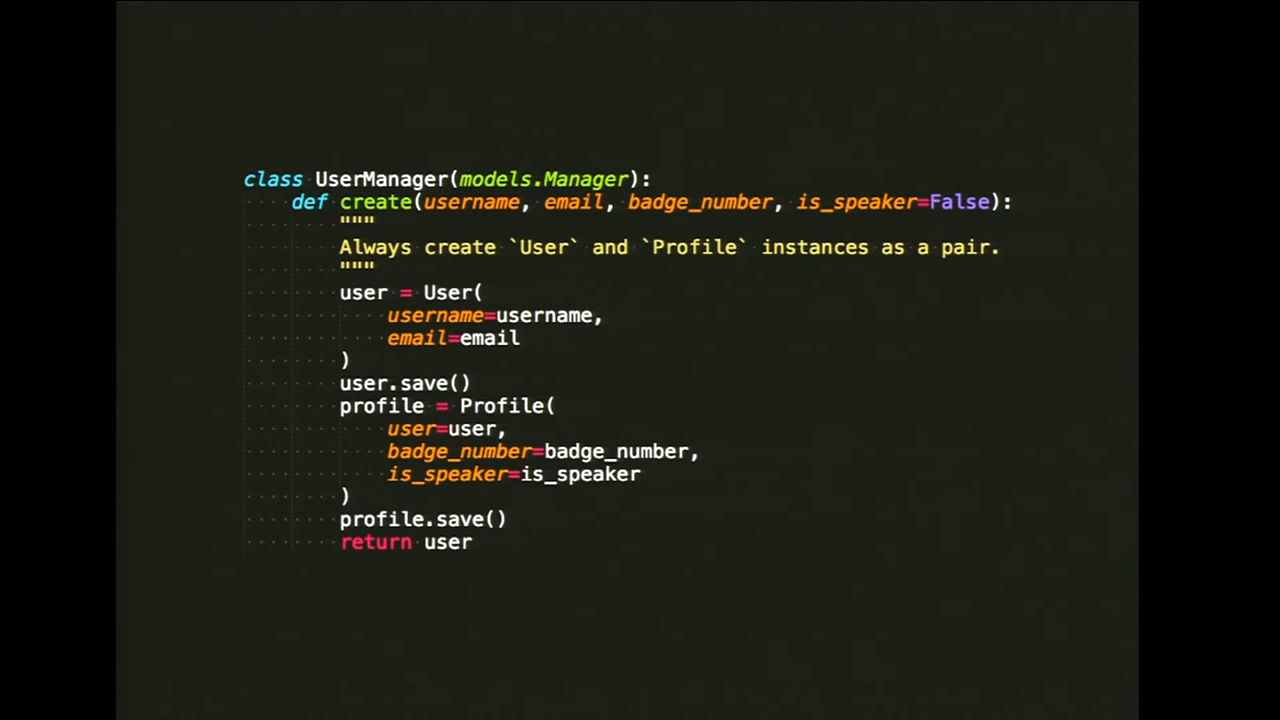 class UserManager(models.Manager):
    def create(username, email, badge_number, is_speaker=False):
        """
        Always create `User` and `Profile` instances as a pair.
        """
        user = User(
            username=username,
            email=email
        )
        user.save()
        profile = Profile(
            user=user,
            badge_number=badge_number,
            is_speaker=is_speaker
        )
        profile.save()
        return user